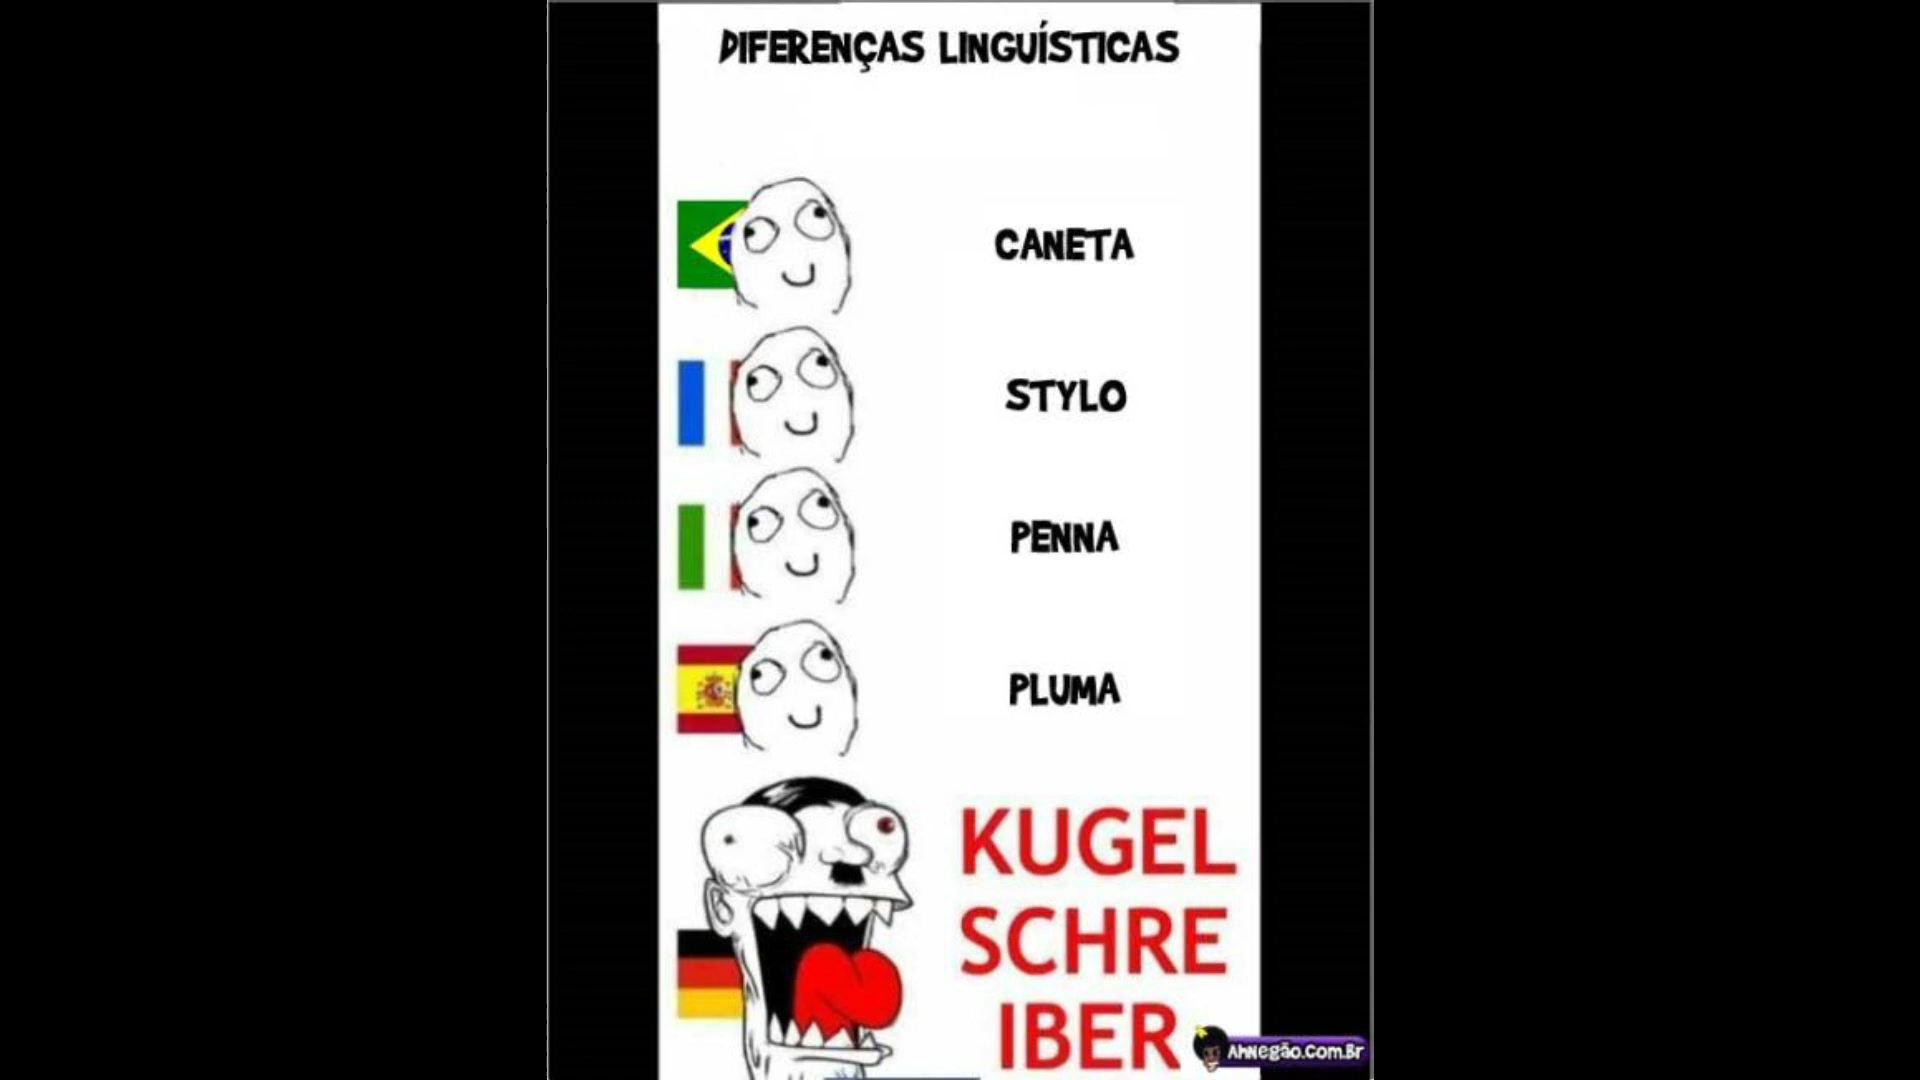 DIFERENÇAS LINGUÍSTICAS
CANETA
STYLO
PENNA
PLUMA
KUGEL
SCHRE
IBER
AhNegão.Com.Br